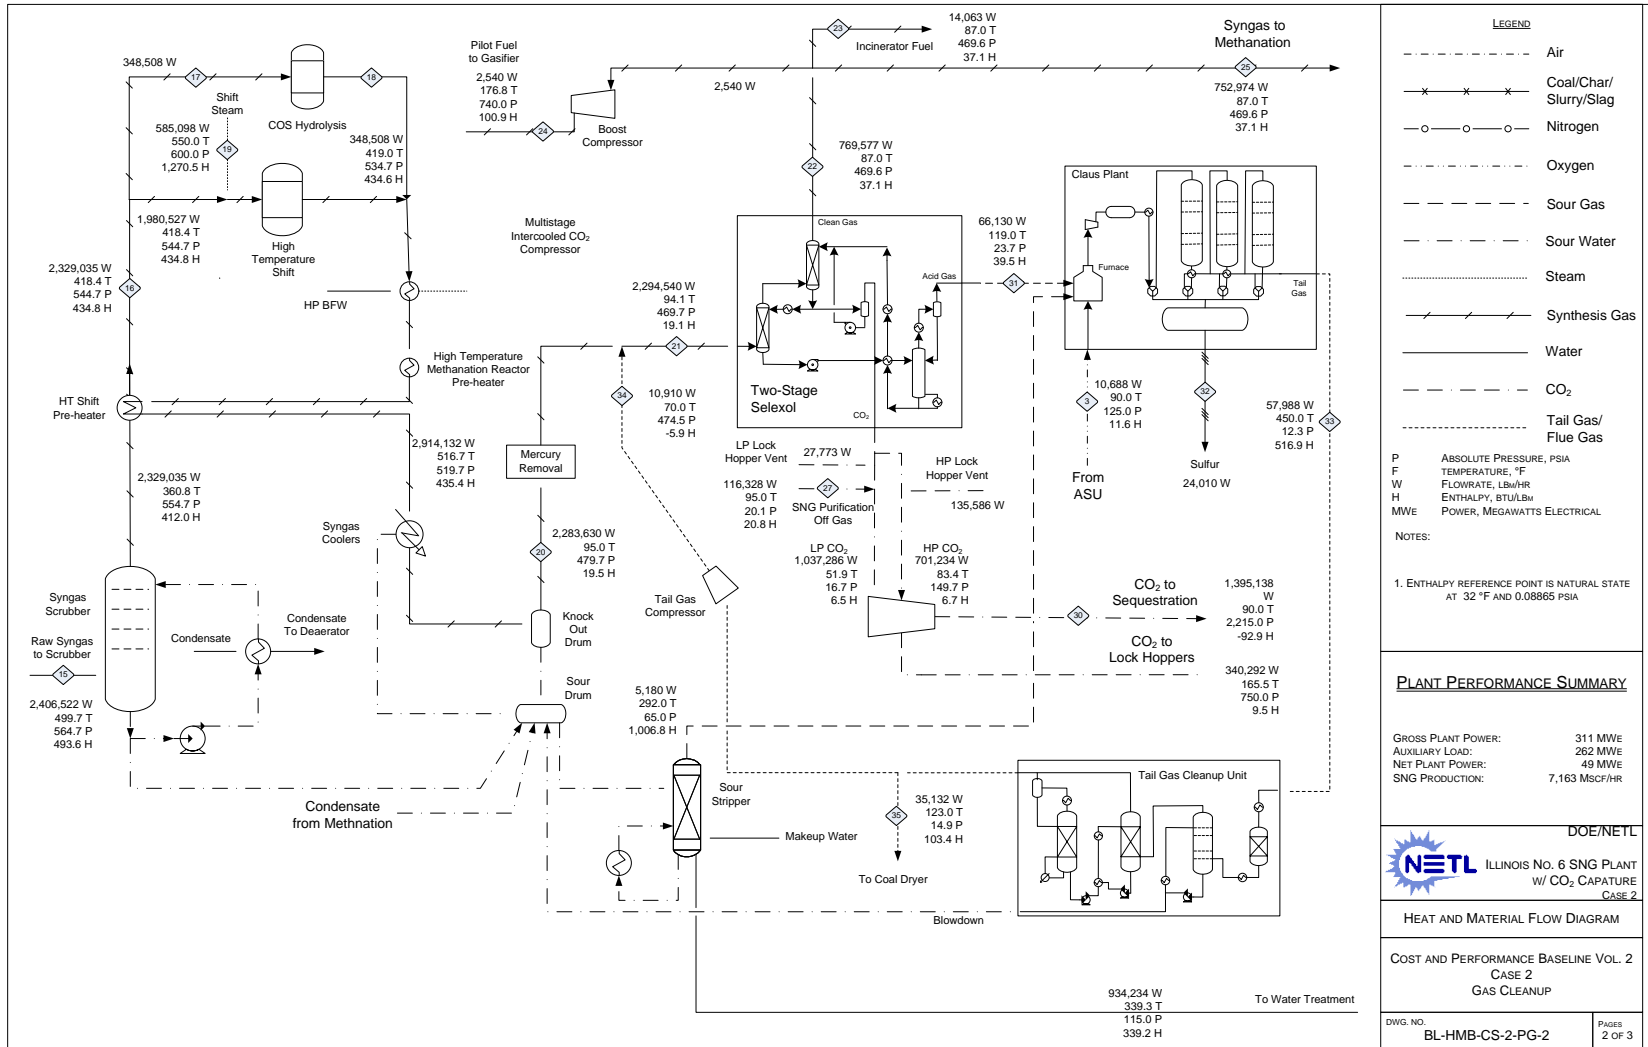 348,508 W
17
18
COS Hydrolysis
Shift
Steam
585,098 W
550.0 T
600.0 P
1,270.5 H
19
348,508 W
419.0 T
534.7 P
434.6 H
1,980,527 W
418.4 T
544.7 P
434.8 H
High
Temperature
Shift
2,329,035 W
418.4 T
544.7 P
434.8 H
16
HP BFW
High Temperature
Methanation Reactor
Pre-heater
HT Shift
Pre-heater
2,914,132 W
516.7 T
519.7 P
435.4 H
2,329,035 W
360.8 T
554.7 P
412.0 H
Syngas
Coolers
Syngas
Scrubber
Raw Syngas
to Scrubber
15
2,406,522 W
499.7 T
564.7 P
493.6 H
Condensate
Condensate
To Deaerator
Condensate
from Methnation
Pilot Fuel
to Gasifier
2,540 W
176.8 T
740.0 P
100.9 H
24
Boost
Compressor
2,540 W
23
Incinerator Fuel
14,063 W
87.0 T
469.6 P
37.1 H
Syngas to
Methanation
25
752,974 W
87.0 T
469.6 P
37.1 H
769,577 W
87.0 T
469.6 P
37.1 H
22
Multistage
Intercooled CO₂
Compressor
2,294,540 W
94.1 T
469.7 P
19.1 H
21
Clean Gas
Acid Gas
Two-Stage
Selexol
CO₂
66,130 W
119.0 T
23.7 P
39.5 H
31
Claus Plant
Furnace
Tail
Gas
10,688 W
90.0 T
125.0 P
11.6 H
3
From
ASU
32
Sulfur
24,010 W
57,988 W
450.0 T
12.3 P
516.9 H
33
34
10,910 W
70.0 T
474.5 P
-5.9 H
Mercury
Removal
2,283,630 W
95.0 T
479.7 P
19.5 H
20
Knock
Out
Drum
Sour
Drum
Tail Gas
Compressor
LP Lock
Hopper Vent
27,773 W
116,328 W
95.0 T
20.1 P
20.8 H
27
SNG Purification
Off Gas
HP Lock
Hopper Vent
135,586 W
LP CO₂
1,037,286 W
51.9 T
16.7 P
6.5 H
HP CO₂
701,234 W
83.4 T
149.7 P
6.7 H
CO₂ to
Sequestration
30
1,395,138
W
90.0 T
2,215.0 P
-92.9 H
CO₂ to
Lock Hoppers
340,292 W
165.5 T
750.0 P
9.5 H
5,180 W
292.0 T
65.0 P
1,006.8 H
Sour
Stripper
Makeup Water
35,132 W
123.0 T
14.9 P
103.4 H
35
To Coal Dryer
Tail Gas Cleanup Unit
Blowdown
934,234 W
339.3 T
115.0 P
339.2 H
To Water Treatment
LEGEND
Air
Coal/Char/
Slurry/Slag
Nitrogen
Oxygen
Sour Gas
Sour Water
Steam
Synthesis Gas
Water
CO₂
Tail Gas/
Flue Gas
P ABSOLUTE PRESSURE, PSIA
F TEMPERATURE, °F
W FLOWRATE, LBM/HR
H ENTHALPY, BTU/LBM
MWE POWER, MEGAWATTS ELECTRICAL
NOTES:
1. ENTHALPY REFERENCE POINT IS NATURAL STATE
AT 32 °F AND 0.08865 PSIA
PLANT PERFORMANCE SUMMARY
GROSS PLANT POWER: 311 MWE
AUXILIARY LOAD: 262 MWE
NET PLANT POWER: 49 MWE
SNG PRODUCTION: 7,163 MSCF/HR
NETL
DOE/NETL
ILLINOIS NO. 6 SNG PLANT
W/ CO₂ CAPATURE
CASE 2
HEAT AND MATERIAL FLOW DIAGRAM
COST AND PERFORMANCE BASELINE VOL. 2
CASE 2
GAS CLEANUP
DWG. NO.
BL-HMB-CS-2-PG-2
PAGES
2 OF 3